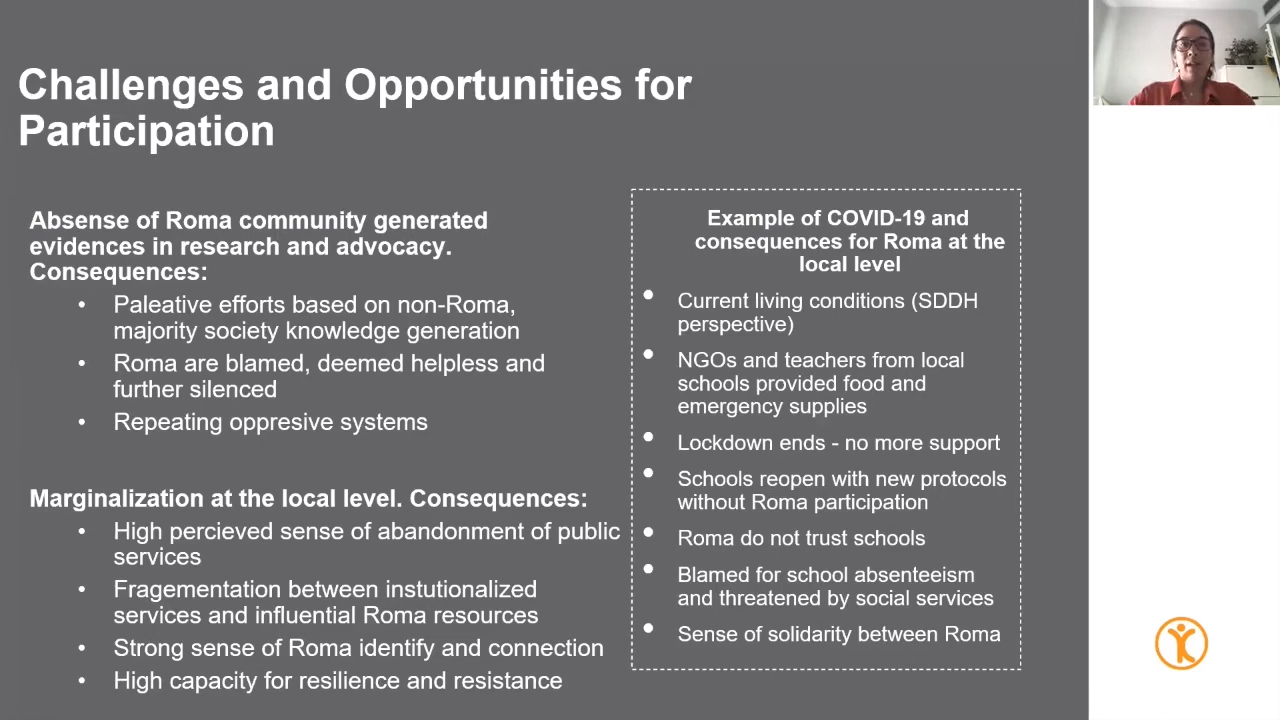 Challenges and Opportunities for
Participation
Absense of Roma community generated
evidences in research and advocacy.
Consequences:
• Paleative efforts based on non-Roma,
majority society knowledge generation
• Roma are blamed, deemed helpless and
further silenced
• Repeating oppresive systems
Marginalization at the local level. Consequences:
• High percieved sense of abandonment of public
services
• Fragementation between instutionalized
services and influential Roma resources
• Strong sense of Roma identify and connection
• High capacity for resilience and resistance
Example of COVID-19 and
consequences for Roma at the
local level
• Current living conditions (SDDH
perspective)
• NGOs and teachers from local
schools provided food and
emergency supplies
• Lockdown ends - no more support
• Schools reopen with new protocols
without Roma participation
• Roma do not trust schools
• Blamed for school absenteeism
and threatened by social services
• Sense of solidarity between Roma